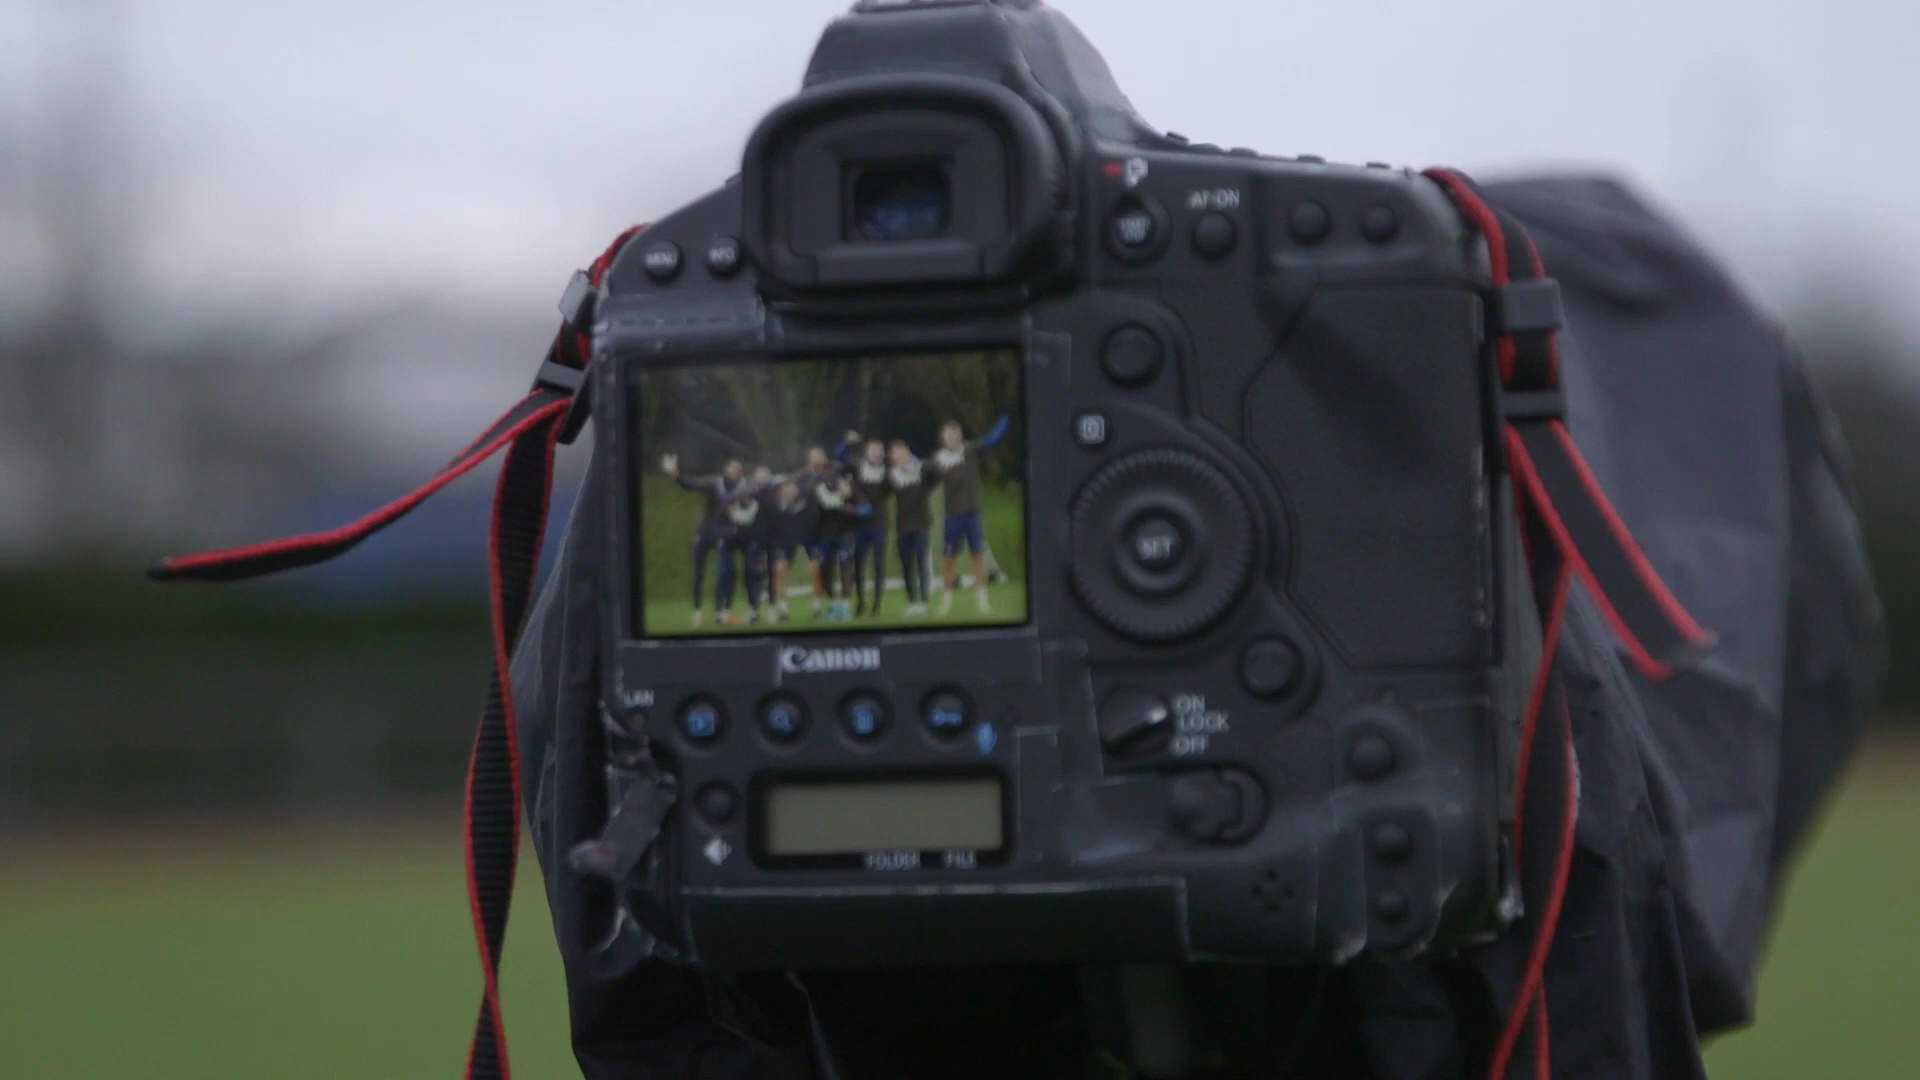 AF-ON
MENU
INFO
SET
Canon
LAN
ON
LOCK
OFF
FOLDER FILE